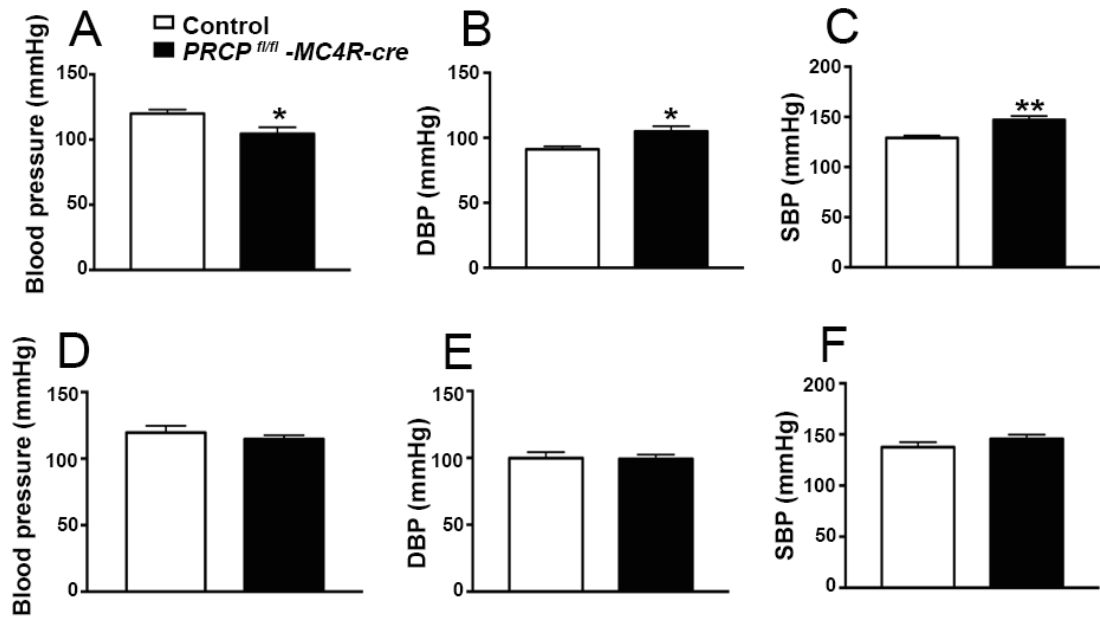 A
Control
PRCP fl/fl -MC4R-cre
Blood pressure (mmHg)
150
100
50
0
*
B
DBP (mmHg)
150
100
50
0
*
C
SBP (mmHg)
200
150
100
50
0
**
D
Blood pressure (mmHg)
150
100
50
0
E
DBP (mmHg)
150
100
50
0
F
SBP (mmHg)
200
150
100
50
0